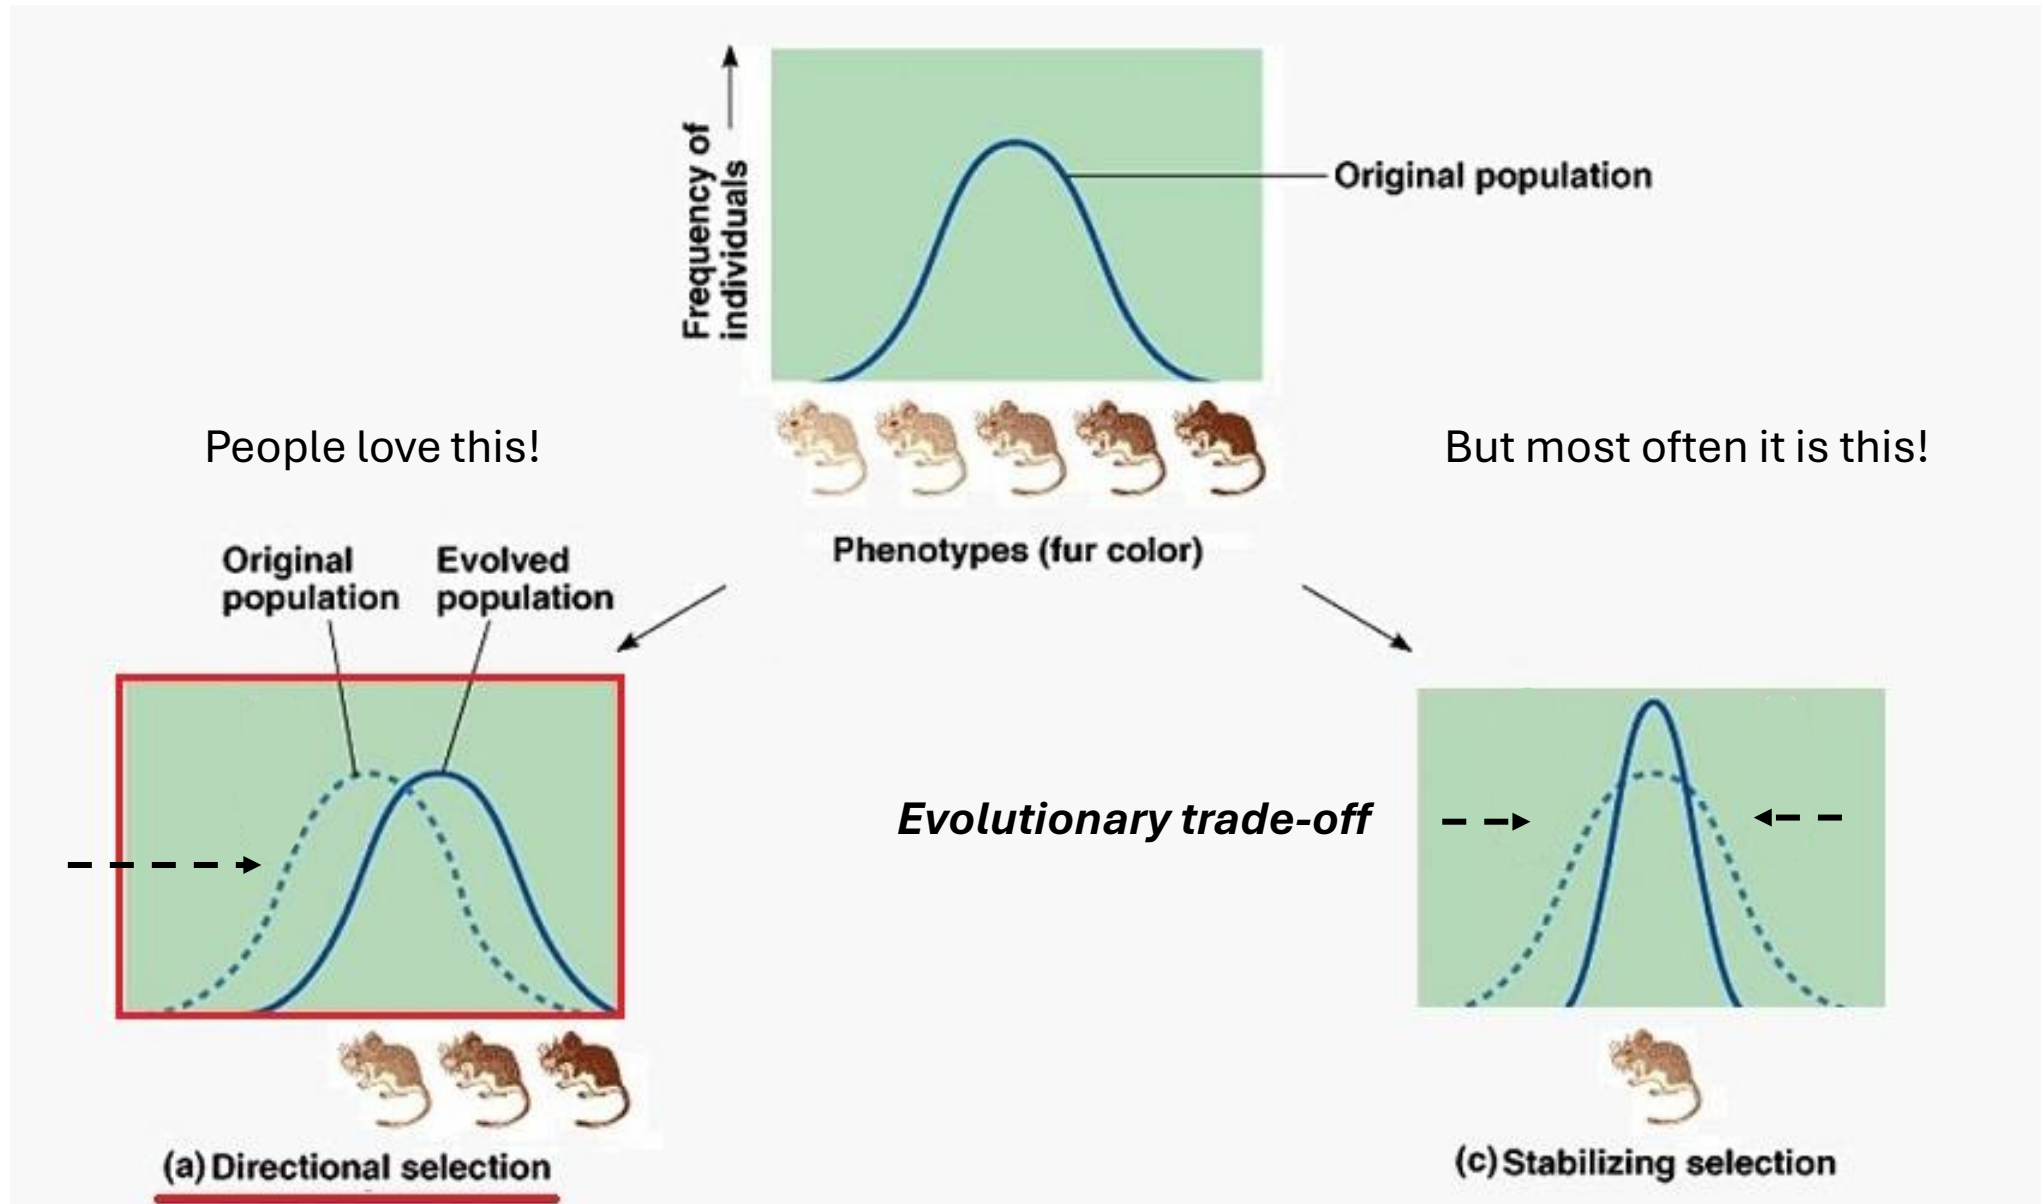 Frequency of
individuals
Original population
People love this!
But most often it is this!
Phenotypes (fur color)
Original
population
Evolved
population
Evolutionary trade-off
(a) Directional selection
(c) Stabilizing selection